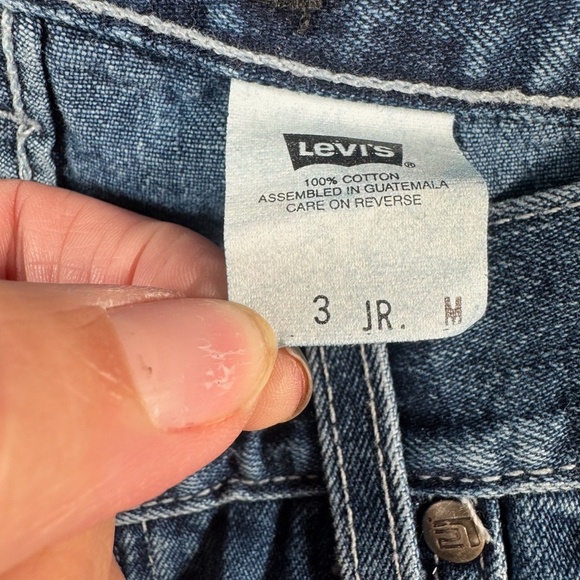 Levi's ®
100% COTTON
ASSEMBLED IN GUATEMALA
CARE ON REVERSE
3 JR. M